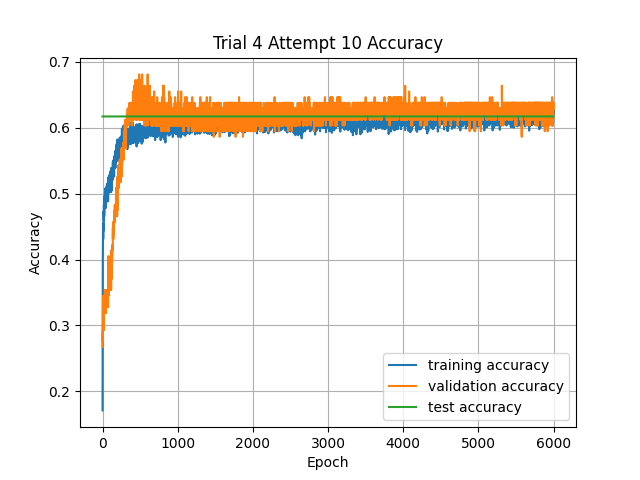 Trial 4 Attempt 10 Accuracy
0.7
0.6
0.5
0.4
0.3
0.2
Accuracy
training accuracy
validation accuracy
test accuracy
0 1000 2000 3000 4000 5000 6000
Epoch